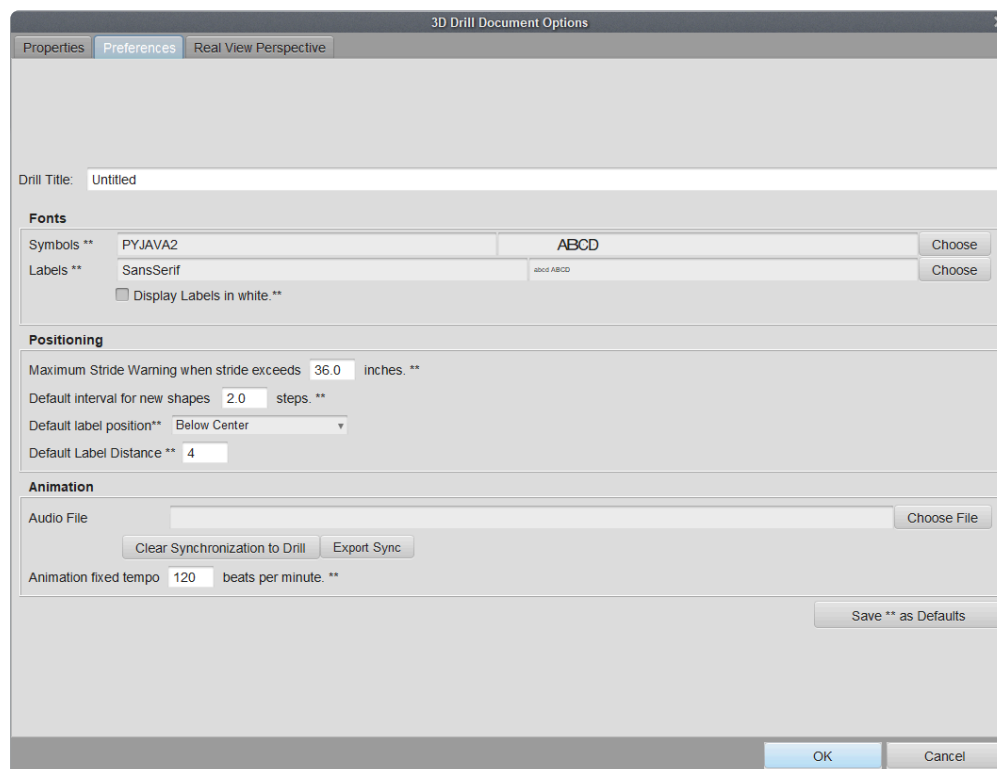 3D Drill Document Options
Properties Preferences Real View Perspective
Drill Title: Untitled
Fonts
Symbols ** PYJAVA2 ABCD Choose
Labels ** SansSerif abcd ABCD Choose
Display Labels in white.**
Positioning
Maximum Stride Warning when stride exceeds 36.0 inches. **
Default interval for new shapes 2.0 steps. **
Default label position** Below Center
Default Label Distance ** 4
Animation
Audio File Choose File
Clear Synchronization to Drill Export Sync
Animation fixed tempo 120 beats per minute. **
Save ** as Defaults
OK Cancel